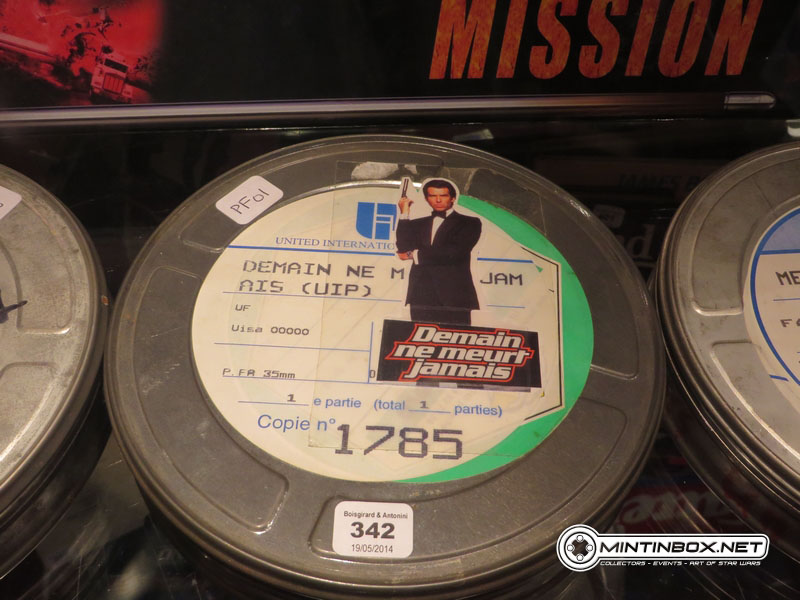 MISSION
PF01
UNITED INTERNATIO
DEMAIN NE M JAM
AIS (UIP)
VF
Visa 00000
P. FR 35mm
Demain
ne meurt
jamais
1 e partie (total 1 parties)
Copie n° 1785
Boisgirard & Antonini
342
19/05/2014
ME
JAMES
MINTINBOX.NET
COLLECTORS - EVENTS - ART OF STAR WARS